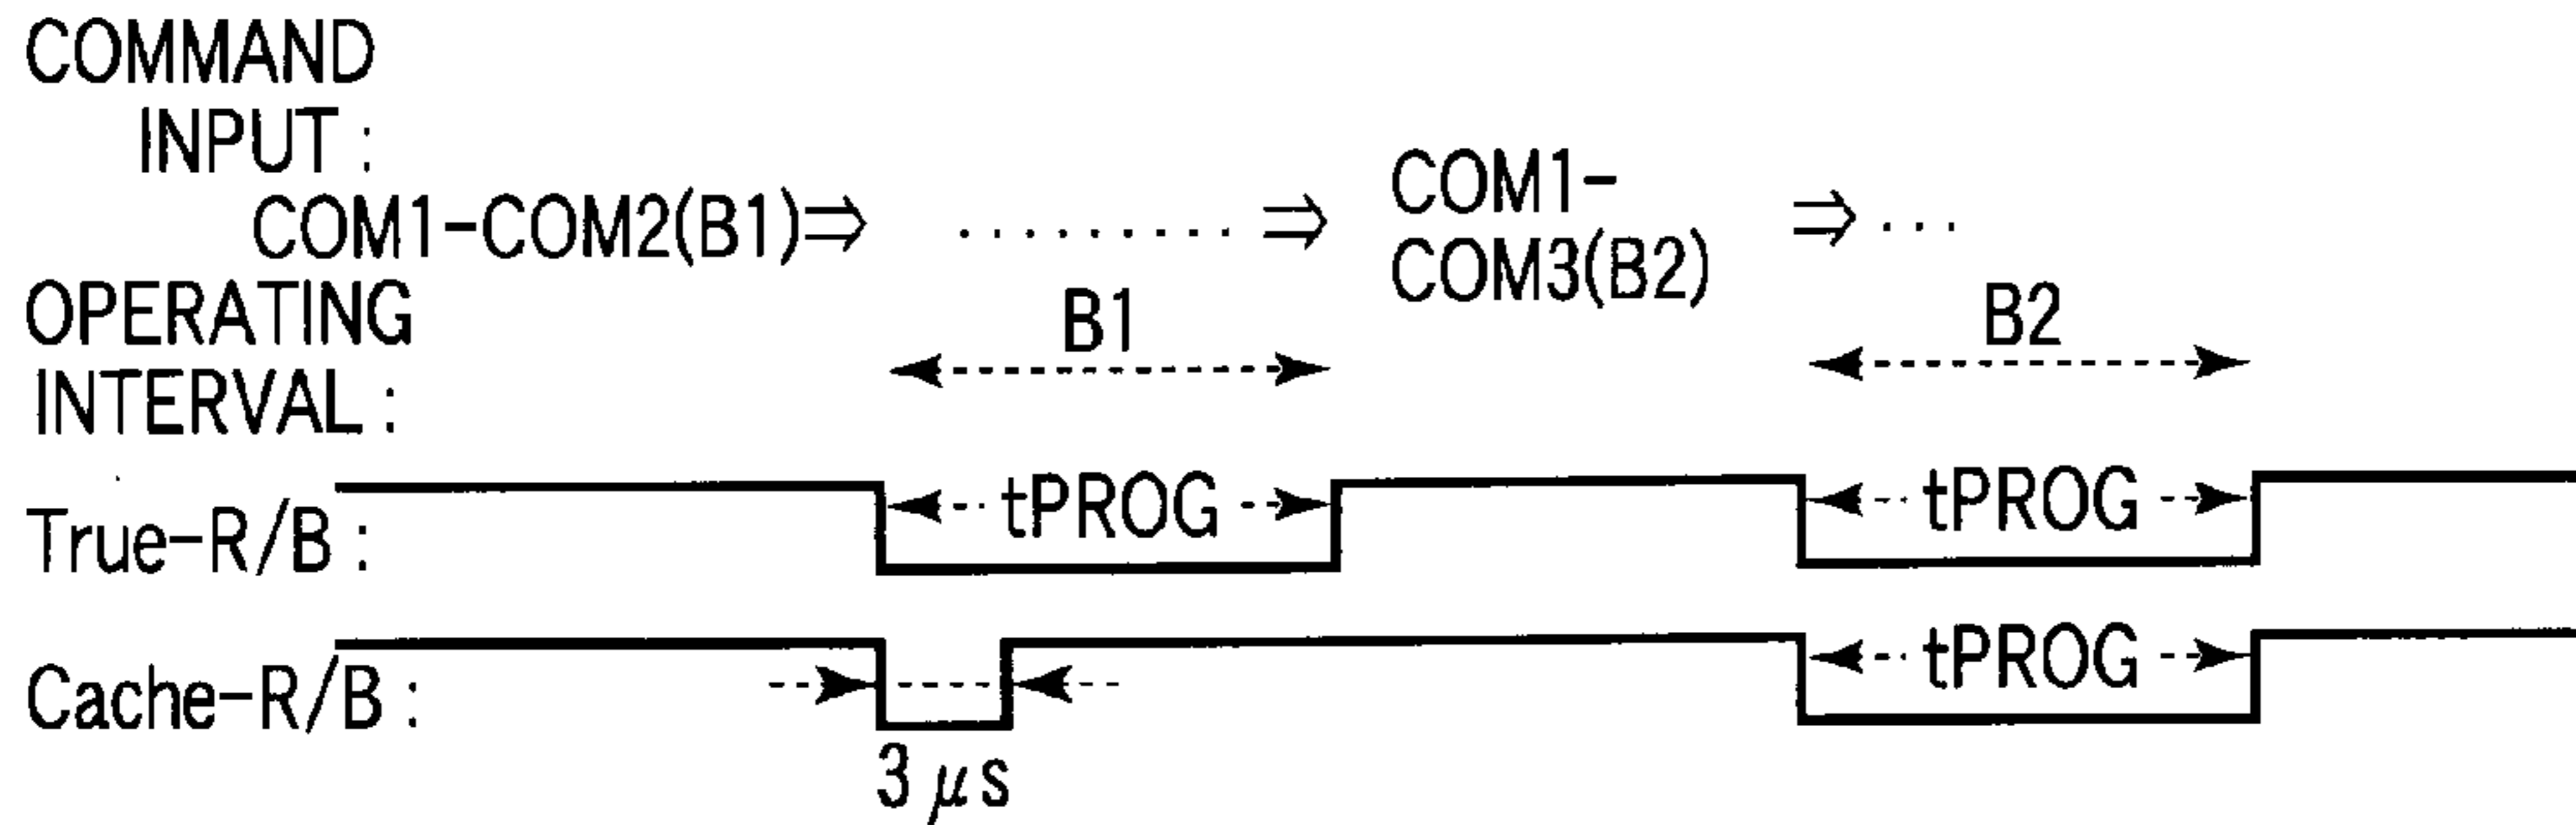 COMMAND
INPUT :
COM1-COM2(B1)⇒ ·········· ⇒ COM1-
COM3(B2) ⇒ ···
OPERATING
INTERVAL :
B1
B2
True-R/B :
tPROG
tPROG
Cache-R/B :
3 μs
tPROG